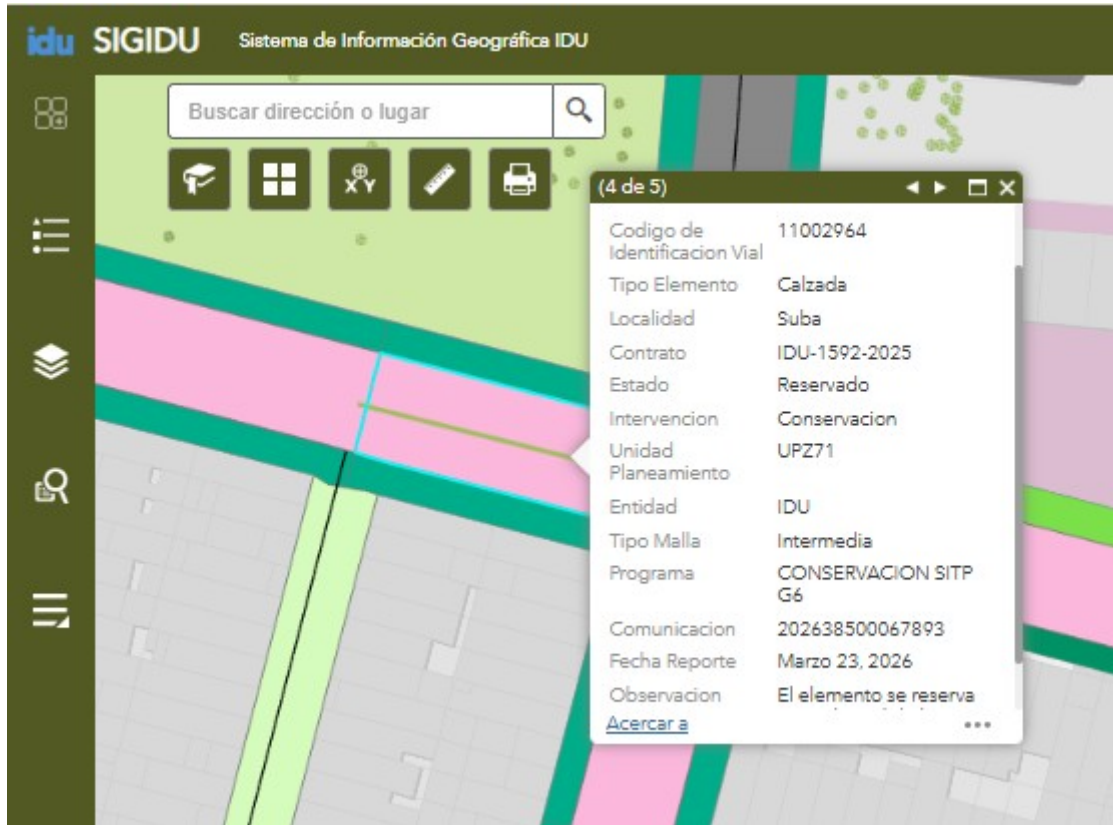 idu SIGIDU Sistema de Información Geográfica IDU
Buscar dirección o lugar
X Y
(4 de 5)
Codigo de Identificacion Vial 11002964
Tipo Elemento Calzada
Localidad Suba
Contrato IDU-1592-2025
Estado Reservado
Intervencion Conservacion
Unidad Planeamiento UPZ71
Entidad IDU
Tipo Malla Intermedia
Programa CONSERVACION SITP G6
Comunicacion 202638500067893
Fecha Reporte Marzo 23, 2026
Observacion El elemento se reserva
Acercar a